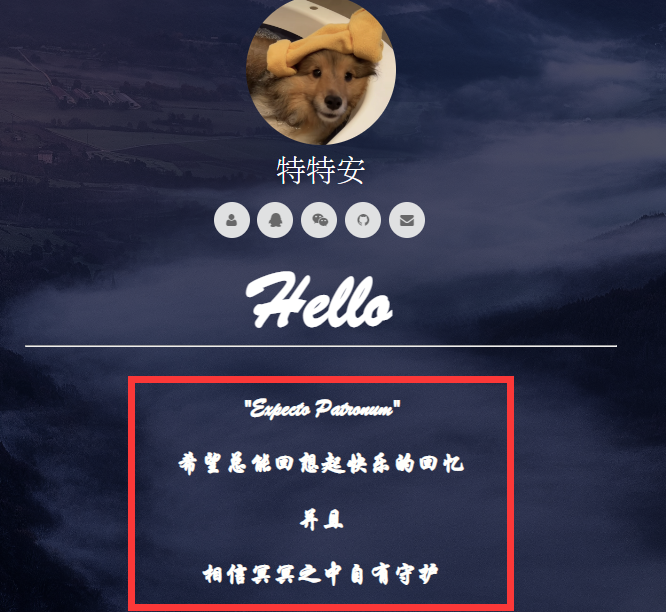 特特安
Hello
"Expecto Patronum"
希望总能回想起快乐的回忆
并且
相信冥冥之中自有守护